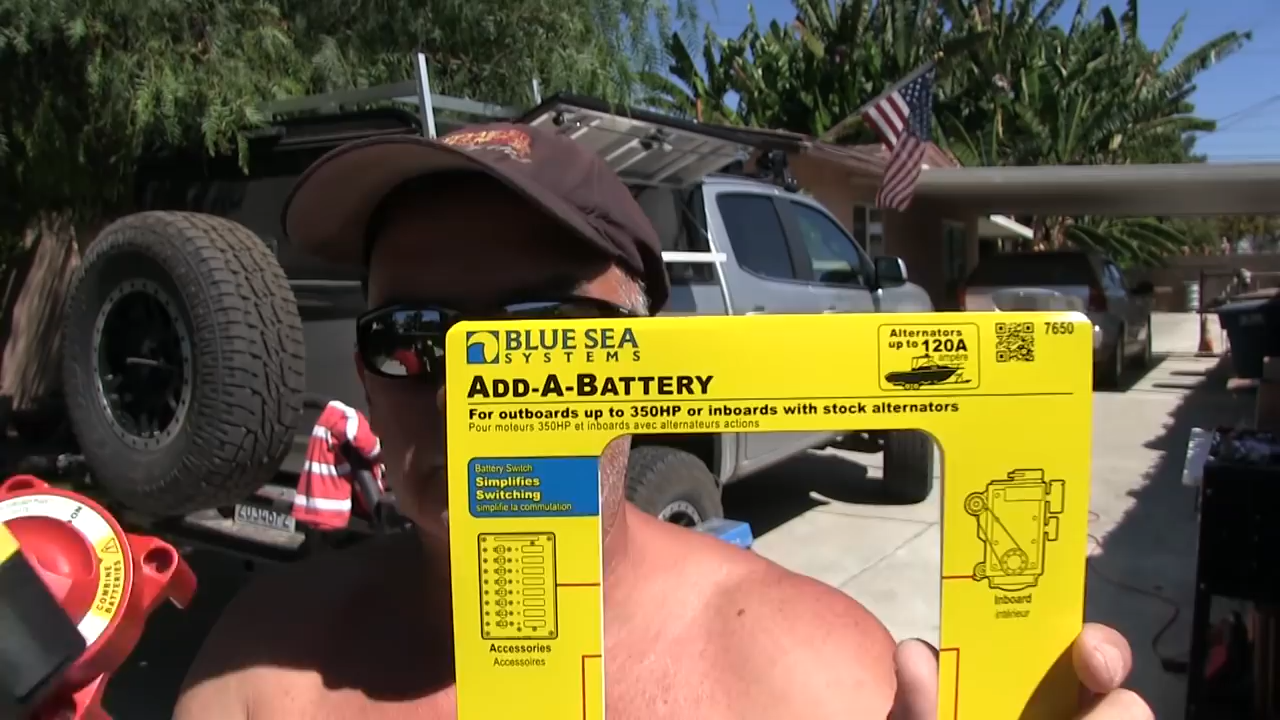 BLUE SEA
SYSTEMS
Alternators
up to 120A
ampére
7650
ADD-A-BATTERY
For outboards up to 350HP or inboards with stock alternators
Pour moteurs 350HP et inboards avec alternateurs actions
Battery Switch
Simplifies
Switching
simplifie la commutation
Accessories
Accessoires
Inboard
intérieur
ON
COMBINE
BATTERIES